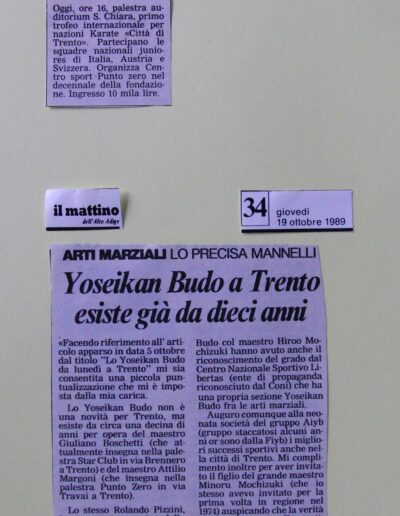 Oggi, ore 16, palestra au-
ditorium S. Chiara, primo
trofeo internazionale per
nazioni Karate «Città di
Trento». Partecipano le
squadre nazionali junio-
res di Italia, Austria e
Svizzera. Organizza Cen-
tro sport Punto zero nel
decennale della fondazio-
ne. Ingresso 10 mila lire.
il mattino
dell'Alto Adige
34
giovedì
19 ottobre 1989
ARTI MARZIALI LO PRECISA MANNELLI
Yoseikan Budo a Trento
esiste già da dieci anni
«Facendo riferimento all' arti-
colo apparso in data 5 ottobre
dal titolo "Lo Yoseikan Budo
da lunedì a Trento" mi sia
consentita una piccola pun-
tualizzazione che mi è im-
posta dalla mia carica.
Lo Yoseikan Budo non è
una novità per Trento, ma
esiste da circa una decina di
anni per opera del maestro
Giuliano Boschetti (che at-
tualmente insegna nella pale-
stra Star Club in via Brennero
a Trento) e del maestro Attilio
Margoni (che insegna nella
palestra Punto Zero in via
Travai a Trento).
Lo stesso Rolando Pizzini,
Budo col maestro Hiroo Mo-
chizuki hanno avuto anche il
riconoscimento del grado dal
Centro Nazionale Sportivo Li-
bertas (ente di propaganda
riconosciuto dal Coni) che ha
una propria sezione Yoseikan
Budo fra le arti marziali.
Auguro comunque alla neo-
nata società del gruppo Aiyb
(gruppo staccatosi alcuni an-
ni or sono dalla Fiyb) i miglio-
ri successi sportivi anche nel-
la città di Trento. Mi compli-
mento inoltre per aver invita-
to il figlio del grande maestro
Minoru Mochizuki (che io
stesso avevo invitato per la
prima volta in regione nel
1974) auspicando che la verità